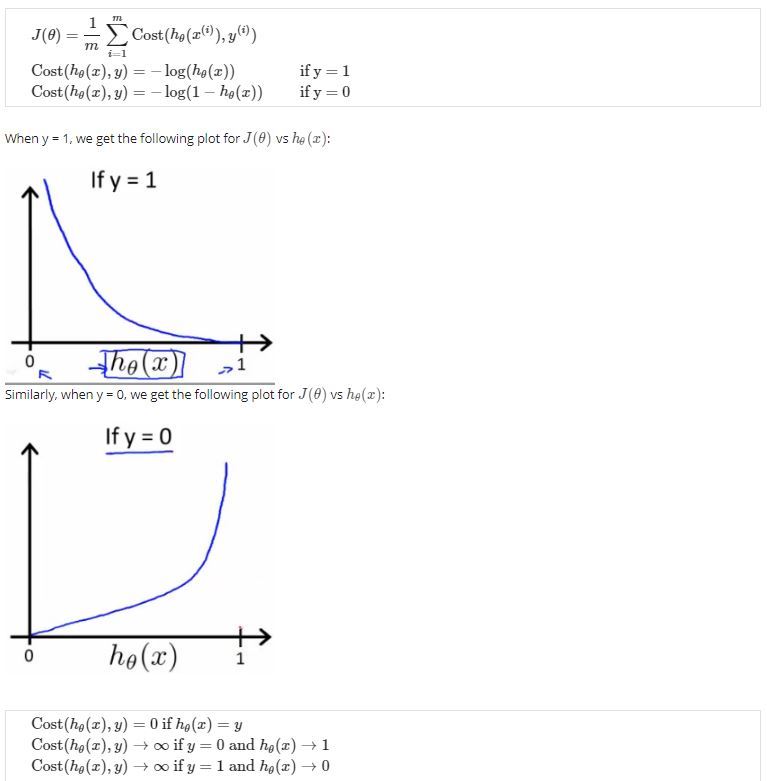 J(θ) = 1/m ∑_{i=1}^{m} Cost(h_θ(x^{(i)}), y^{(i)})
Cost(h_θ(x), y) = − log(h_θ(x)) if y = 1
Cost(h_θ(x), y) = − log(1 − h_θ(x)) if y = 0
When y = 1, we get the following plot for J(θ) vs h_θ(x):
If y = 1
0 h_θ(x) 1
Similarly, when y = 0, we get the following plot for J(θ) vs h_θ(x):
If y = 0
0 h_θ(x) 1
Cost(h_θ(x), y) = 0 if h_θ(x) = y
Cost(h_θ(x), y) → ∞ if y = 0 and h_θ(x) → 1
Cost(h_θ(x), y) → ∞ if y = 1 and h_θ(x) → 0